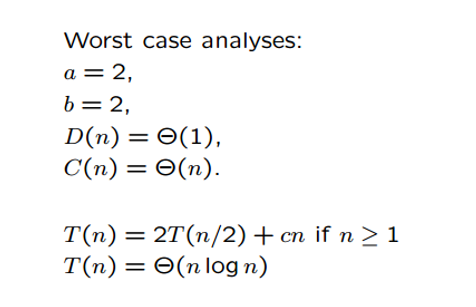 Worst case analyses:
a = 2,
b = 2,
D(n) = Θ(1),
C(n) = Θ(n).
T(n) = 2T(n/2) + cn if n ≥ 1
T(n) = Θ(n log n)